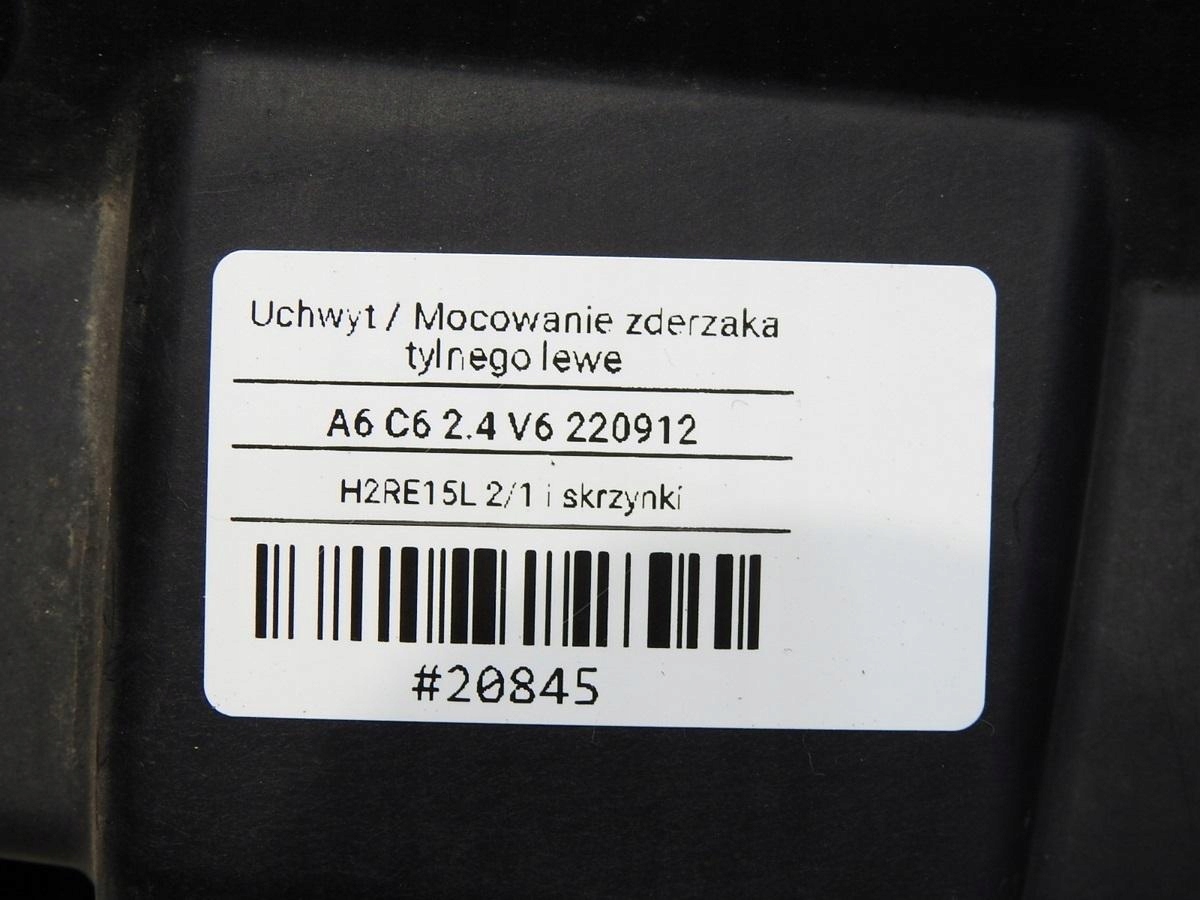 Uchwyt / Mocowanie zderzaka
tylnego lewe
A6 C6 2.4 V6 220912
H2RE15L 2/1 i skrzynki
#20845